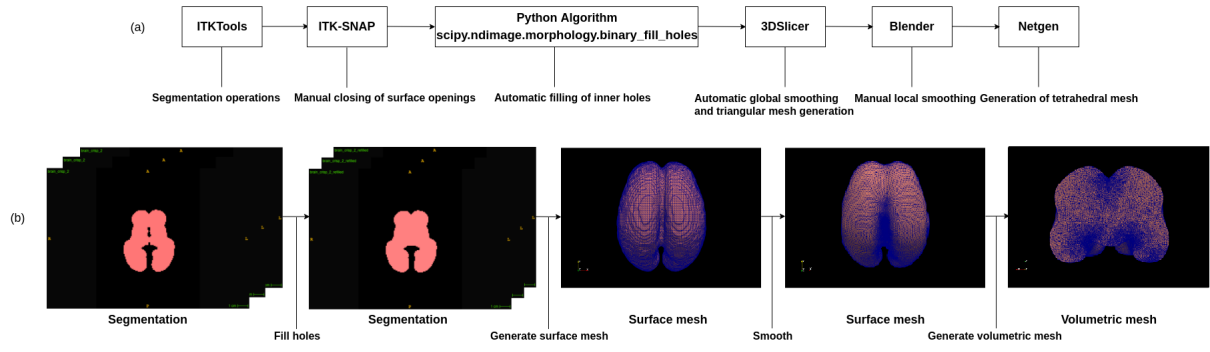 (a)
ITKTools
ITK-SNAP
Python Algorithm
scipy.ndimage.morphology.binary_fill_holes
3DSlicer
Blender
Netgen
Segmentation operations
Manual closing of surface openings
Automatic filling of inner holes
Automatic global smoothing
and triangular mesh generation
Manual local smoothing
Generation of tetrahedral mesh
(b)
Segmentation
Segmentation
Surface mesh
Surface mesh
Volumetric mesh
Fill holes
Generate surface mesh
Smooth
Generate volumetric mesh